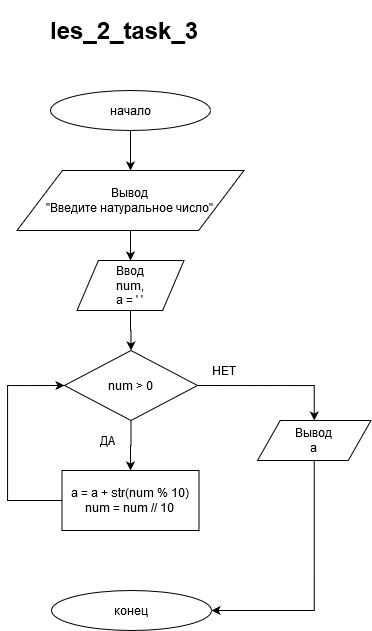 les_2_task_3
начало
Вывод
"Введите натуральное число"
Ввод
num,
a = ' '
num > 0
НЕТ
ДА
Вывод
a
a = a + str(num % 10)
num = num // 10
конец